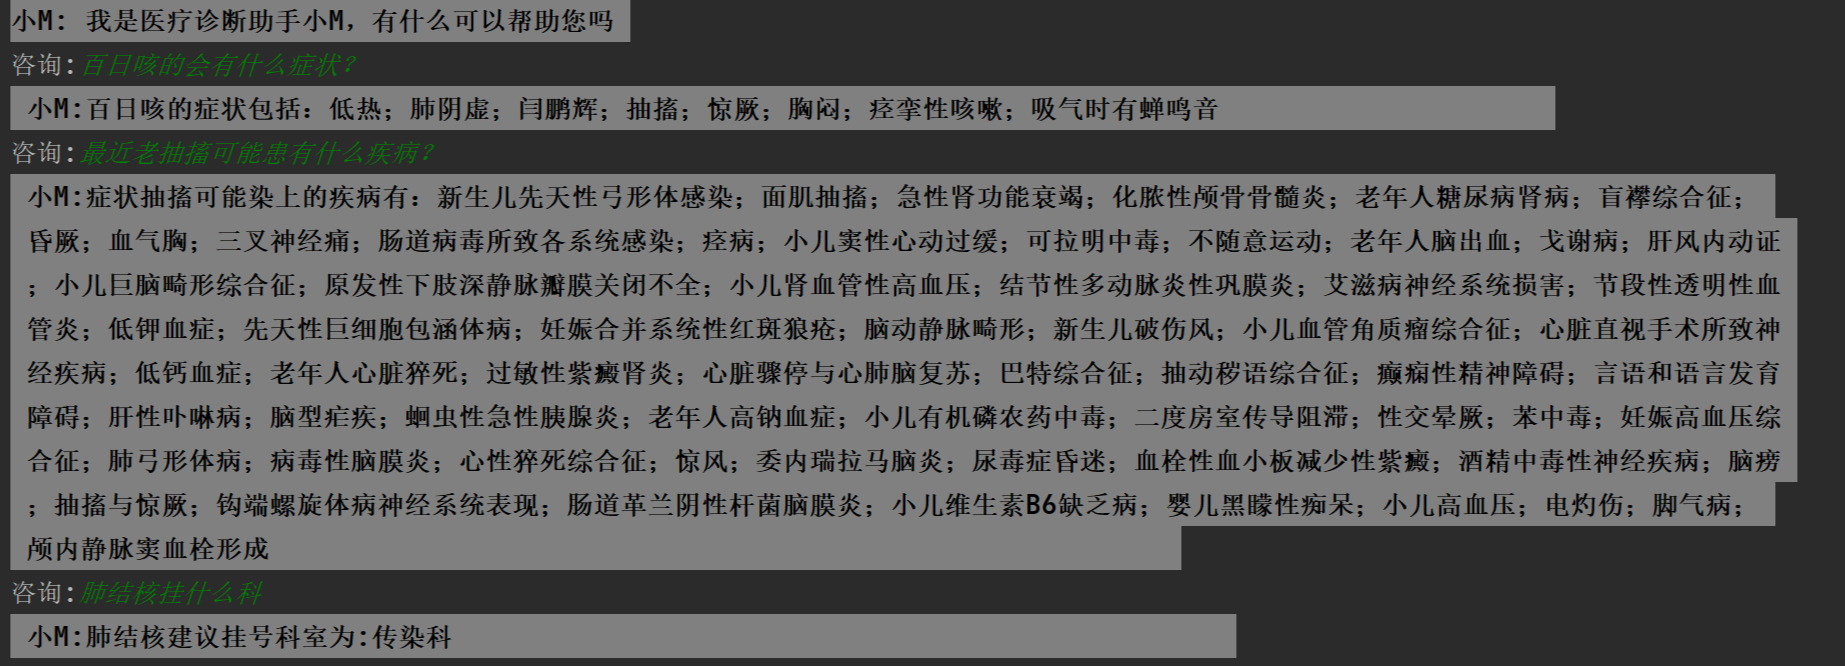 小M: 我是医疗诊断助手小M，有什么可以帮助您吗
咨询:百日咳的会有什么症状?
小M:百日咳的症状包括：低热；肺阴虚；闫鹏辉；抽搐；惊厥；胸闷；痉挛性咳嗽；吸气时有蝉鸣音
咨询:最近老抽搐可能患有什么疾病?
小M:症状抽搐可能染上的疾病有：新生儿先天性弓形体感染；面肌抽搐；急性肾功能衰竭；化脓性颅骨骨髓炎；老年人糖尿病肾病；盲襻综合征；
昏厥；血气胸；三叉神经痛；肠道病毒所致各系统感染；痉病；小儿窦性心动过缓；可拉明中毒；不随意运动；老年人脑出血；戈谢病；肝风内动证
；小儿巨脑畸形综合征；原发性下肢深静脉瓣膜关闭不全；小儿肾血管性高血压；结节性多动脉炎性巩膜炎；艾滋病神经系统损害；节段性透明性血
管炎；低钾血症；先天性巨细胞包涵体病；妊娠合并系统性红斑狼疮；脑动静脉畸形；新生儿破伤风；小儿血管角质瘤综合征；心脏直视手术所致神
经疾病；低钙血症；老年人心脏猝死；过敏性紫癜肾炎；心脏骤停与心肺脑复苏；巴特综合征；抽动秽语综合征；癫痫性精神障碍；言语和语言发育
障碍；肝性卟啉病；脑型疟疾；蛔虫性急性胰腺炎；老年人高钠血症；小儿有机磷农药中毒；二度房室传导阻滞；性交晕厥；苯中毒；妊娠高血压综
合征；肺弓形体病；病毒性脑膜炎；心性猝死综合征；惊风；委内瑞拉马脑炎；尿毒症昏迷；血栓性血小板减少性紫癜；酒精中毒性神经疾病；脑痨
；抽搐与惊厥；钩端螺旋体病神经系统表现；肠道革兰阴性杆菌脑膜炎；小儿维生素B6缺乏病；婴儿黑矇性痴呆；小儿高血压；电灼伤；脚气病；
颅内静脉窦血栓形成
咨询:肺结核挂什么科
小M:肺结核建议挂号科室为:传染科